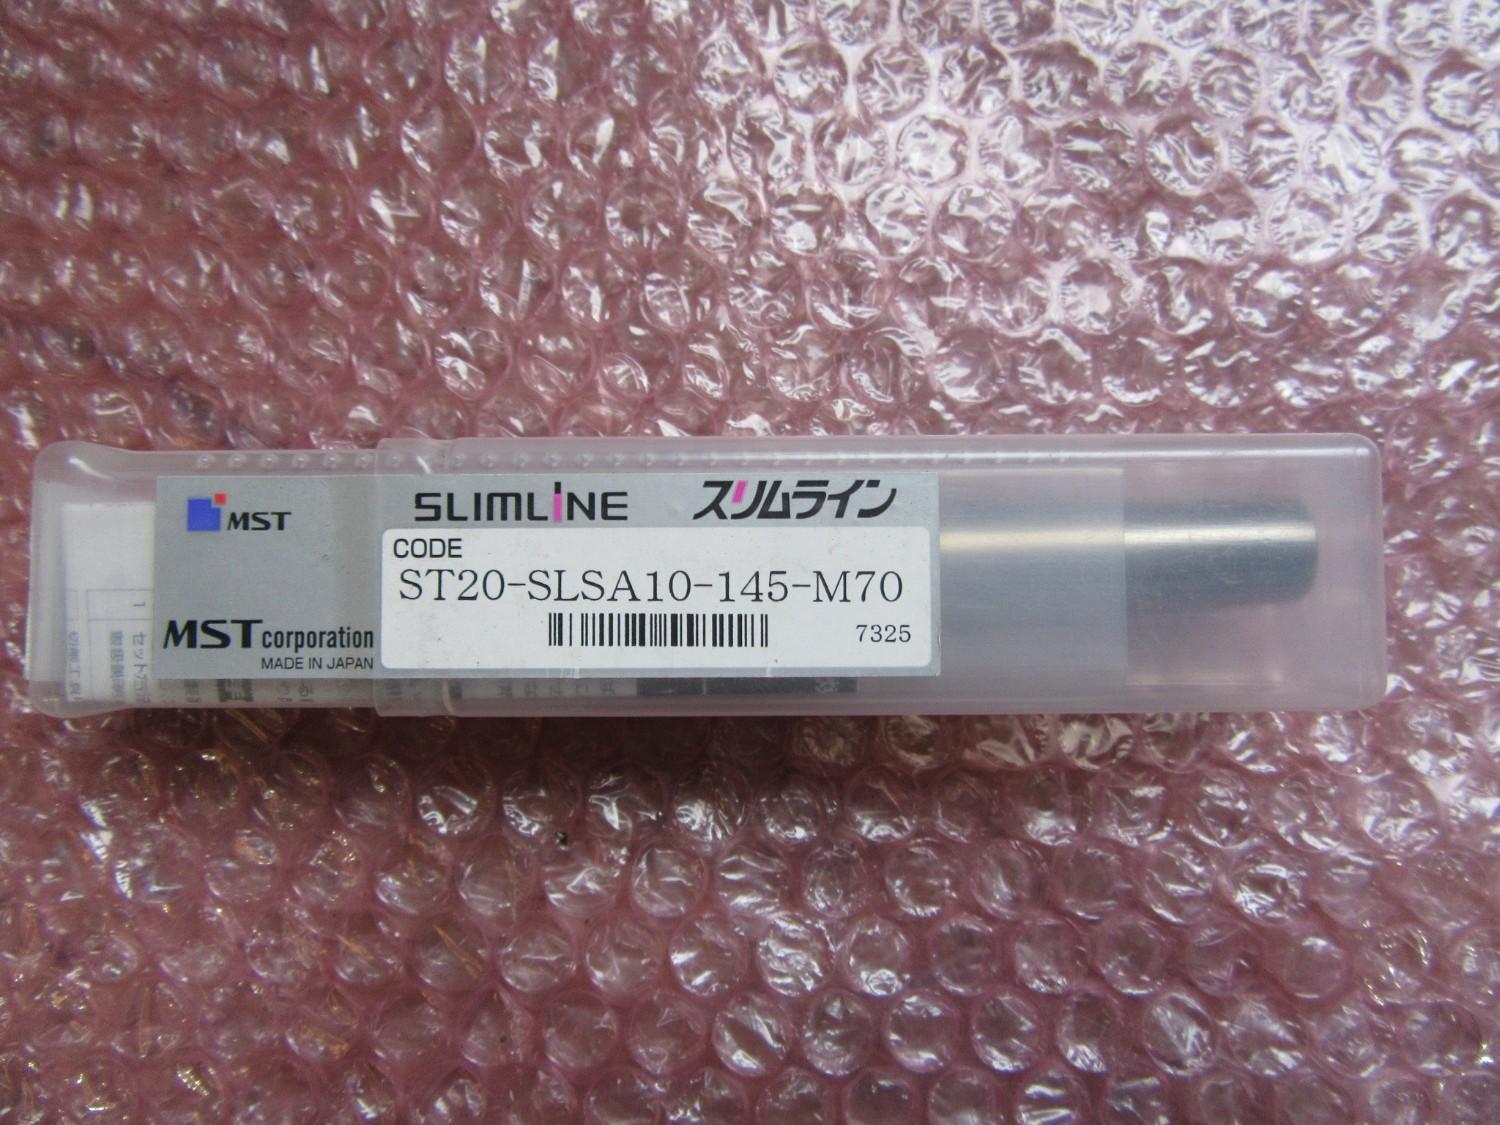 MST
SLIMLINE スリムライン
CODE
ST20-SLSA10-145-M70
7325
MST corporation
MADE IN JAPAN